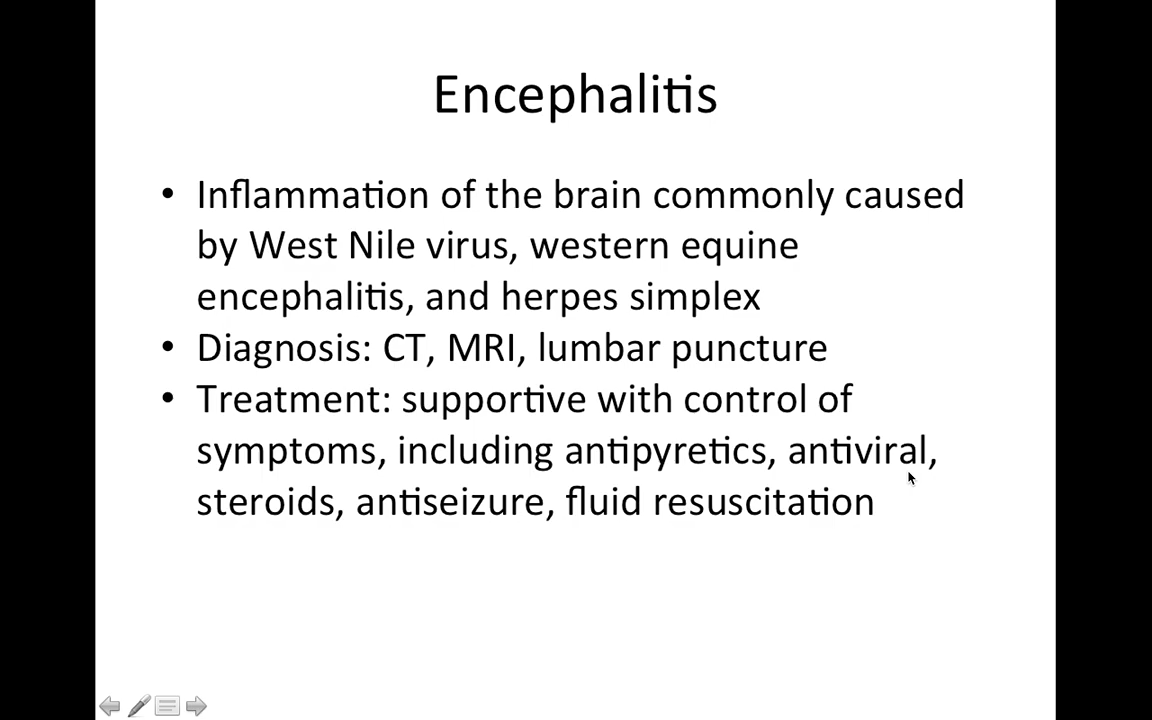 Encephalitis
• Inflammation of the brain commonly caused
by West Nile virus, western equine
encephalitis, and herpes simplex
• Diagnosis: CT, MRI, lumbar puncture
• Treatment: supportive with control of
symptoms, including antipyretics, antiviral,
steroids, antiseizure, fluid resuscitation